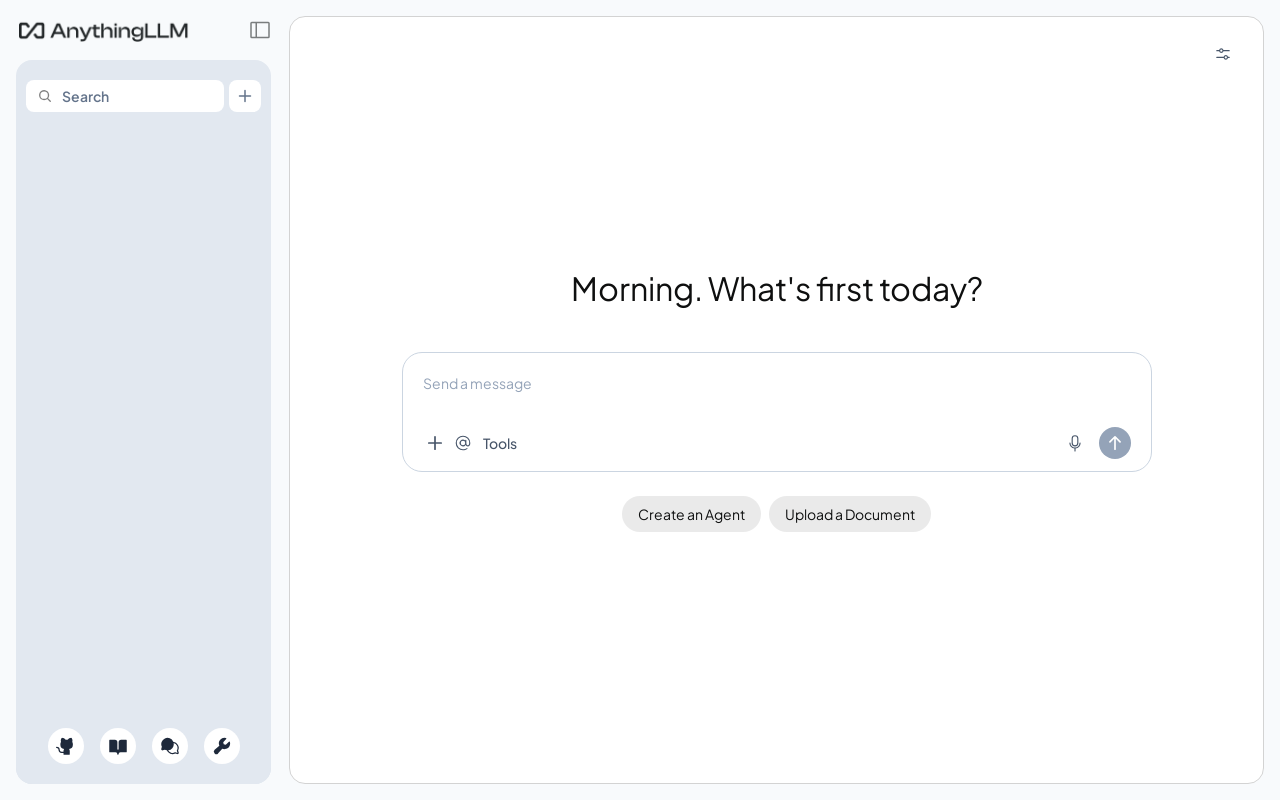 AnythingLLM
Search
Morning. What's first today?
Send a message
Tools
Create an Agent
Upload a Document